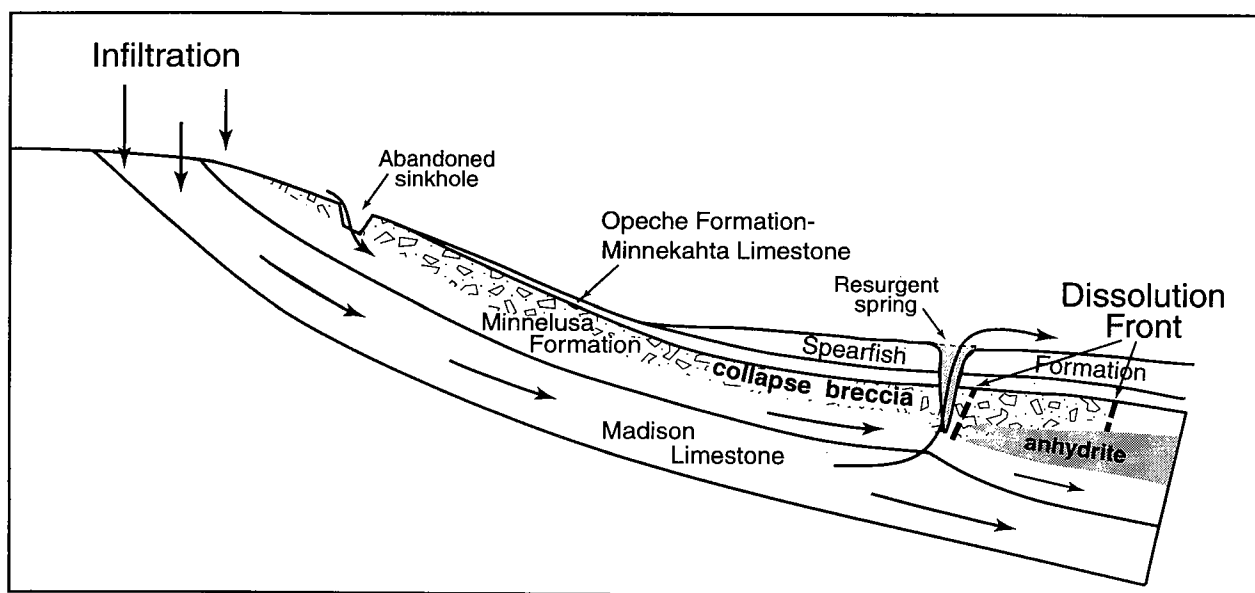 Infiltration
Abandoned
sinkhole
Opeche Formation-
Minnekahta Limestone
Resurgent
spring
Dissolution
Front
Minnelusa
Formation
Spearfish
Formation
collapse breccia
anhydrite
Madison
Limestone